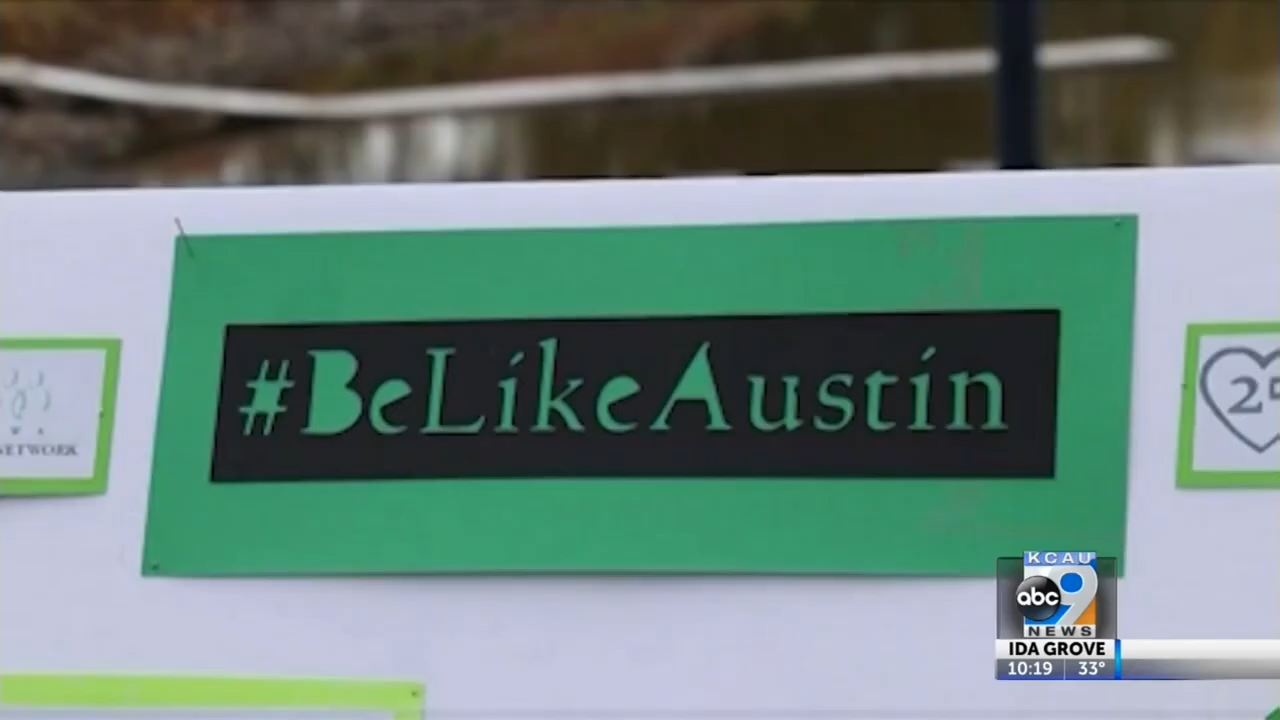 #BeLikeAustin
NETWORK
KCAU
abc 9
NEWS
IDA GROVE
10:19 33°